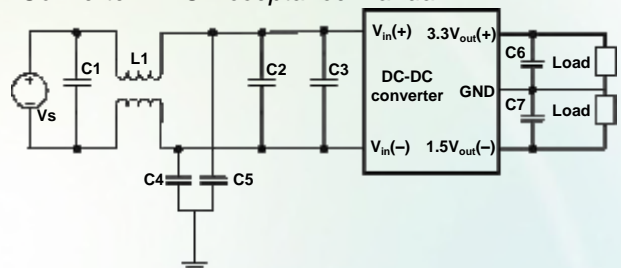 C1
L1
C2
C3
Vs
C4
C5
Vin(+)
3.3Vout(+)
DC-DC
converter
GND
Vin(–)
1.5Vout(–)
C6
Load
C7
Load